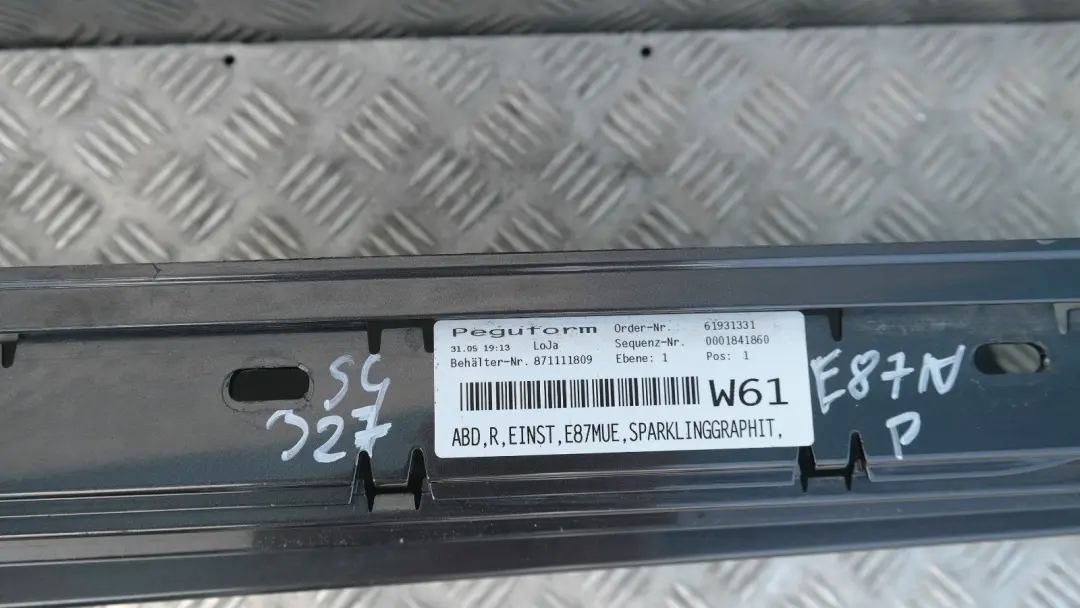 Peguform Order-Nr. 61931331
31.05 19:13 LoJa Sequenz-Nr. 0001841860
Behälter-Nr. 871111809 Ebene: 1 Pos: 1
W61
ABD,R,EINST,E87MUE,SPARKLINGGRAPHIT,
SG
327
E87N
P